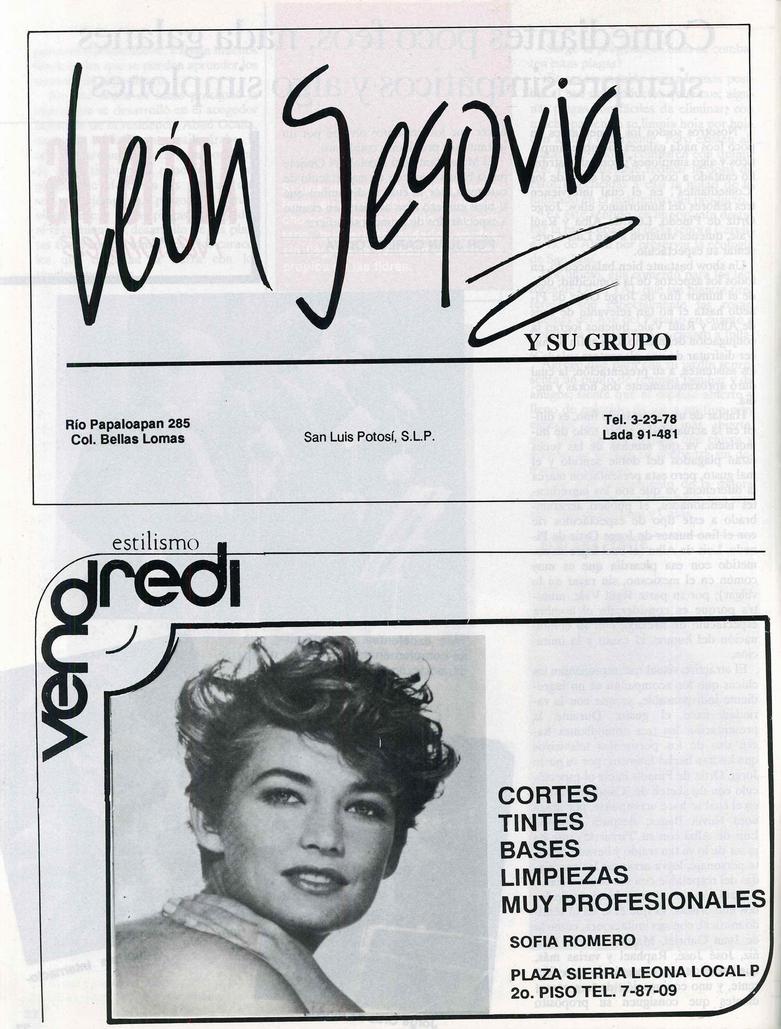 León Segovia
Y SU GRUPO
Río Papaloapan 285
Col. Bellas Lomas
San Luis Potosí, S.L.P.
Tel. 3-23-78
Lada 91-481
estilismo
vendredi
CORTES
TINTES
BASES
LIMPIEZAS
MUY PROFESIONALES
SOFIA ROMERO
PLAZA SIERRA LEONA LOCAL P
2o. PISO TEL. 7-87-09